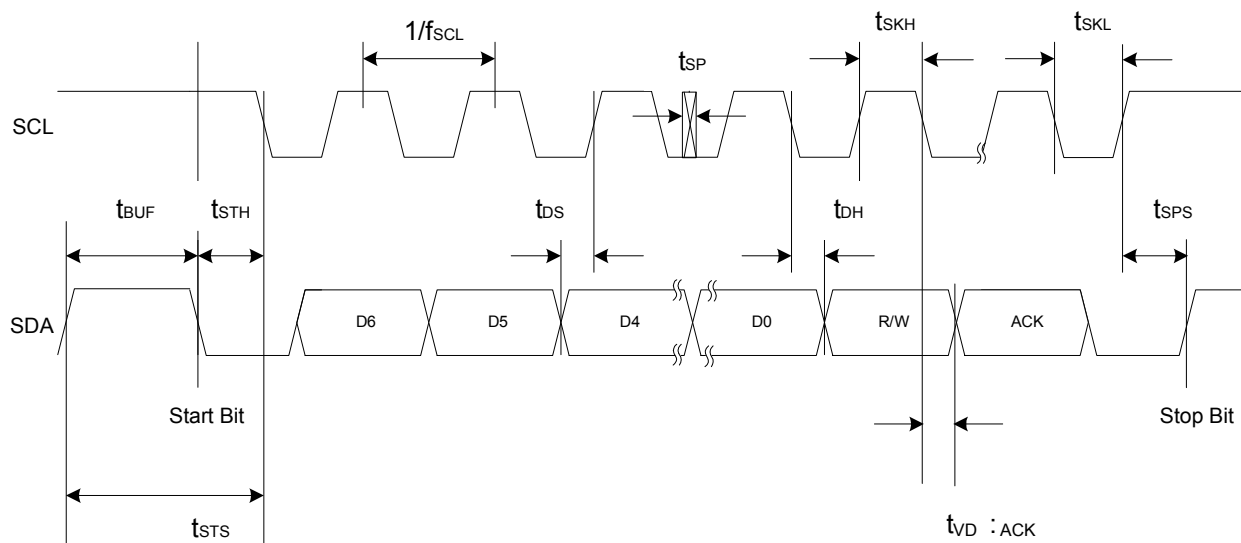 1/fSCL
tSP
tSKH
tSKL
SCL
tBUF
tSTH
tDS
tDH
tSPS
SDA
D6
D5
D4
D0
R/W
ACK
Start Bit
Stop Bit
tSTS
tVD :ACK